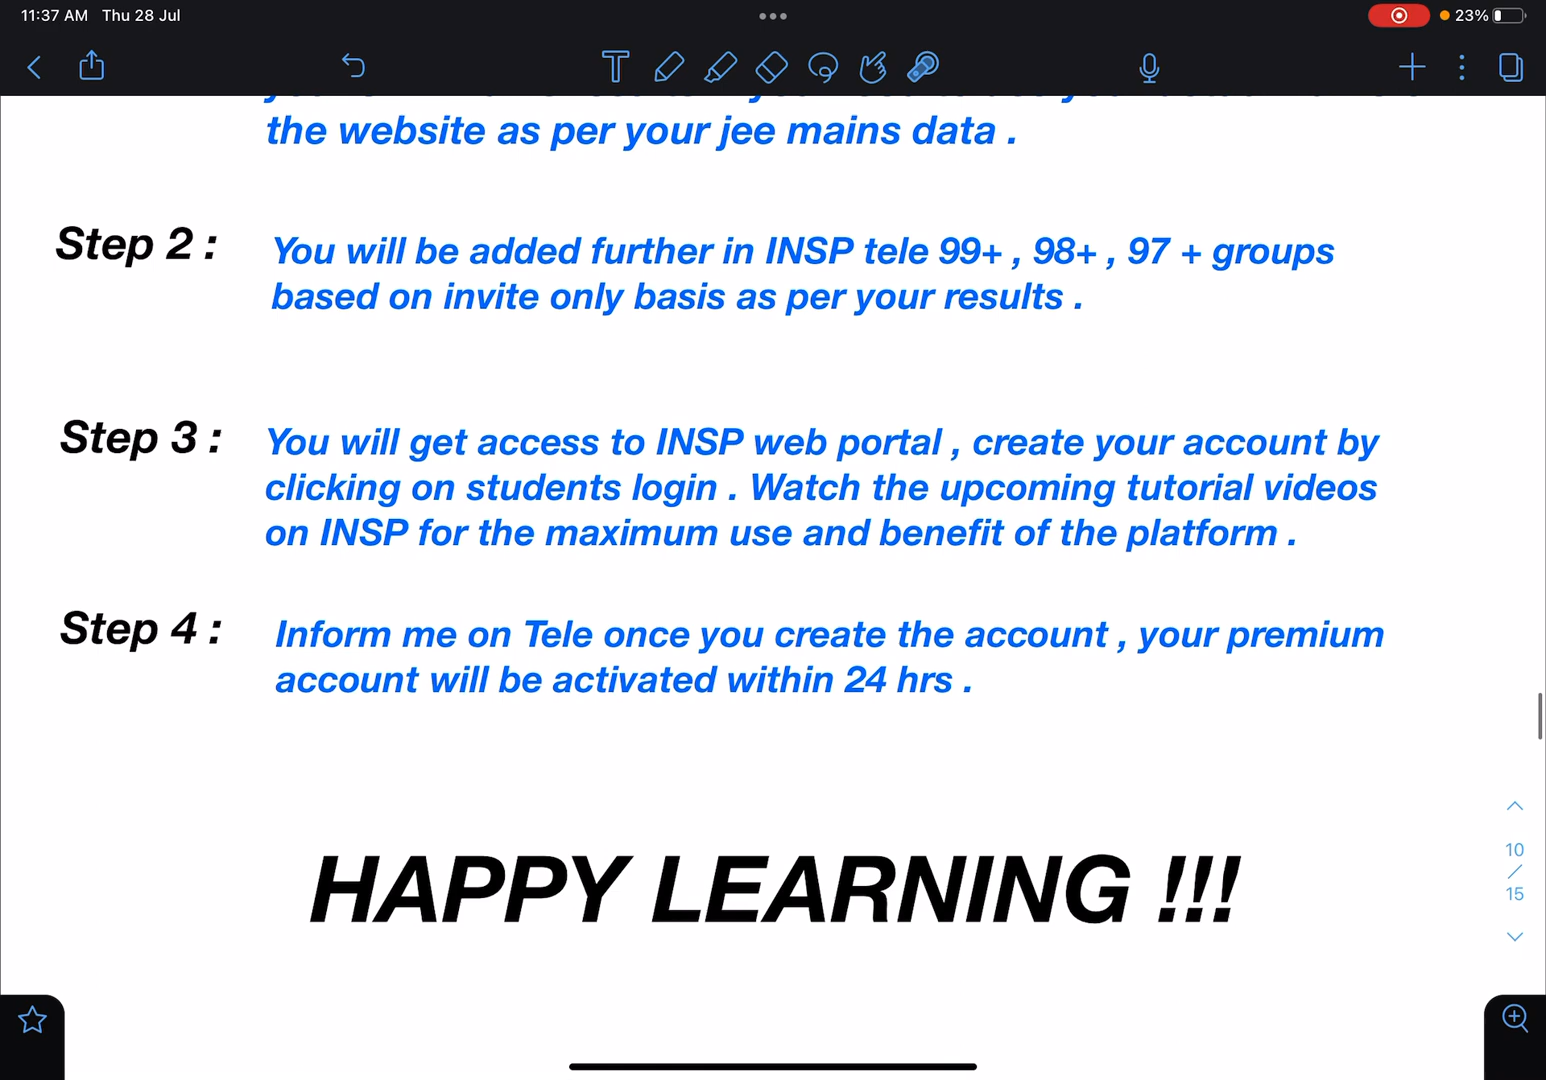 11:37 AM Thu 28 Jul
23%
the website as per your jee mains data .
Step 2 :
You will be added further in INSP tele 99+ , 98+ , 97 + groups
based on invite only basis as per your results .
Step 3 :
You will get access to INSP web portal , create your account by
clicking on students login . Watch the upcoming tutorial videos
on INSP for the maximum use and benefit of the platform .
Step 4 :
Inform me on Tele once you create the account , your premium
account will be activated within 24 hrs .
HAPPY LEARNING !!!
10
/
15